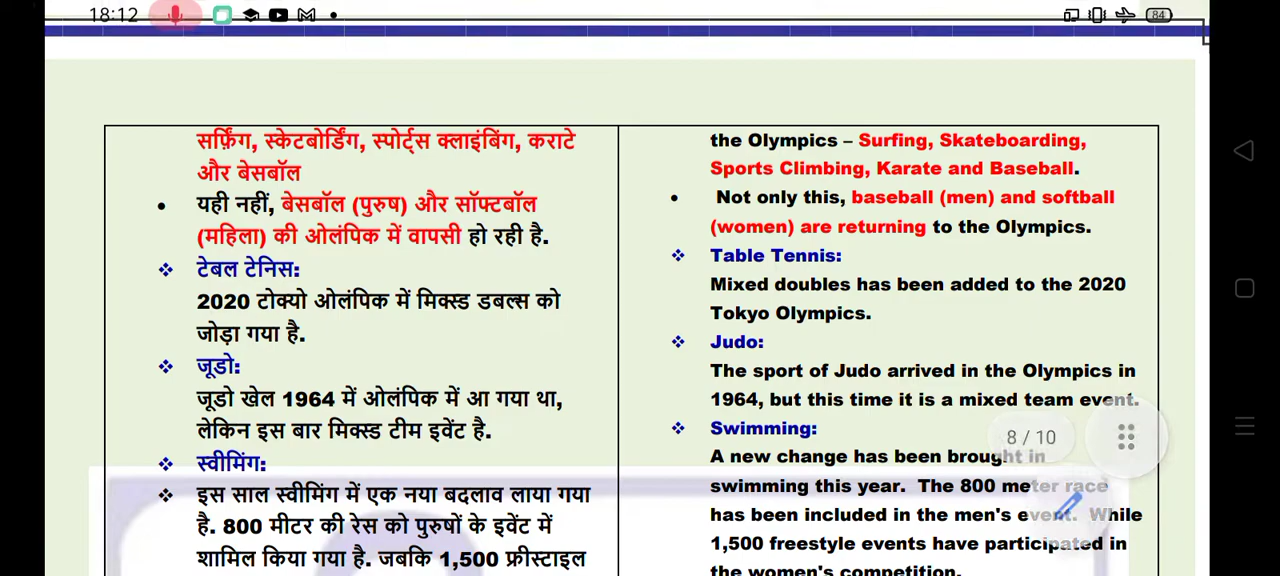 18:12
84
सर्फ़िंग, स्केटबोर्डिंग, स्पोर्ट्स क्लाइंबिंग, कराटे
और बेसबॉल
• यही नहीं, बेसबॉल (पुरुष) और सॉफ्टबॉल
(महिला) की ओलंपिक में वापसी हो रही है.
❖ टेबल टेनिस:
2020 टोक्यो ओलंपिक में मिक्स्ड डबल्स को
जोड़ा गया है.
❖ जूडो:
जूडो खेल 1964 में ओलंपिक में आ गया था,
लेकिन इस बार मिक्स्ड टीम इवेंट है.
❖ स्वीमिंग:
❖ इस साल स्वीमिंग में एक नया बदलाव लाया गया
है. 800 मीटर की रेस को पुरुषों के इवेंट में
शामिल किया गया है. जबकि 1,500 फ्रीस्टाइल
the Olympics – Surfing, Skateboarding,
Sports Climbing, Karate and Baseball.
• Not only this, baseball (men) and softball
(women) are returning to the Olympics.
❖ Table Tennis:
Mixed doubles has been added to the 2020
Tokyo Olympics.
❖ Judo:
The sport of Judo arrived in the Olympics in
1964, but this time it is a mixed team event.
❖ Swimming:
A new change has been brought in
swimming this year. The 800 meter race
has been included in the men's event. While
1,500 freestyle events have participated in
the women's competition.
8 / 10